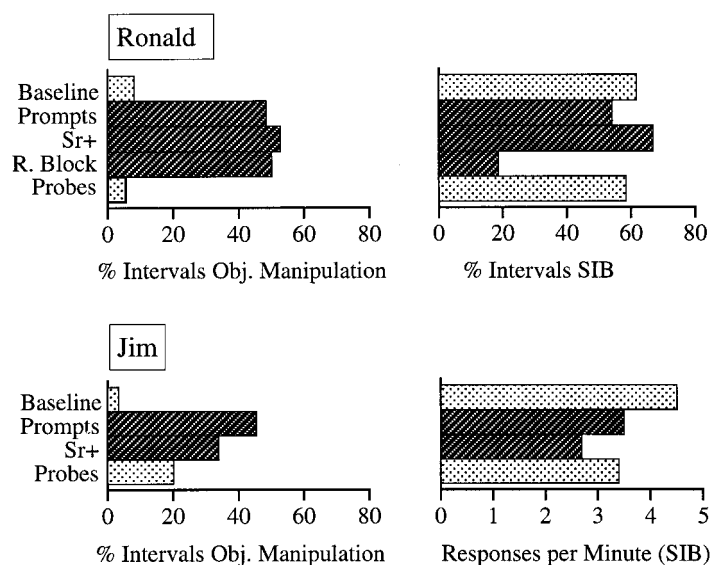 Ronald
Baseline
Prompts
Sr+
R. Block
Probes
0 20 40 60 80
% Intervals Obj. Manipulation
0 20 40 60 80
% Intervals SIB
Jim
Baseline
Prompts
Sr+
Probes
0 20 40 60 80
% Intervals Obj. Manipulation
0 1 2 3 4 5
Responses per Minute (SIB)